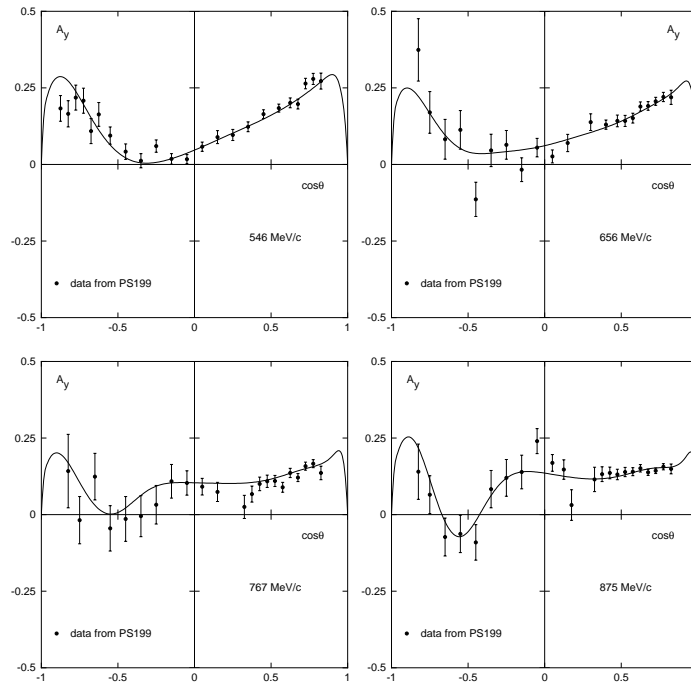 0.5
A_y
0.25
0
cosθ
-0.25
546 MeV/c
data from PS199
-0.5
-1 -0.5 0 0.5 1
0.5
A_y
0.25
0
cosθ
-0.25
656 MeV/c
data from PS199
-0.5
-1 -0.5 0 0.5
0.5
A_y
0.25
0
cosθ
-0.25
767 MeV/c
data from PS199
-0.5
-1 -0.5 0 0.5 1
0.5
A_y
0.25
0
cosθ
-0.25
875 MeV/c
data from PS199
-0.5
-1 -0.5 0 0.5